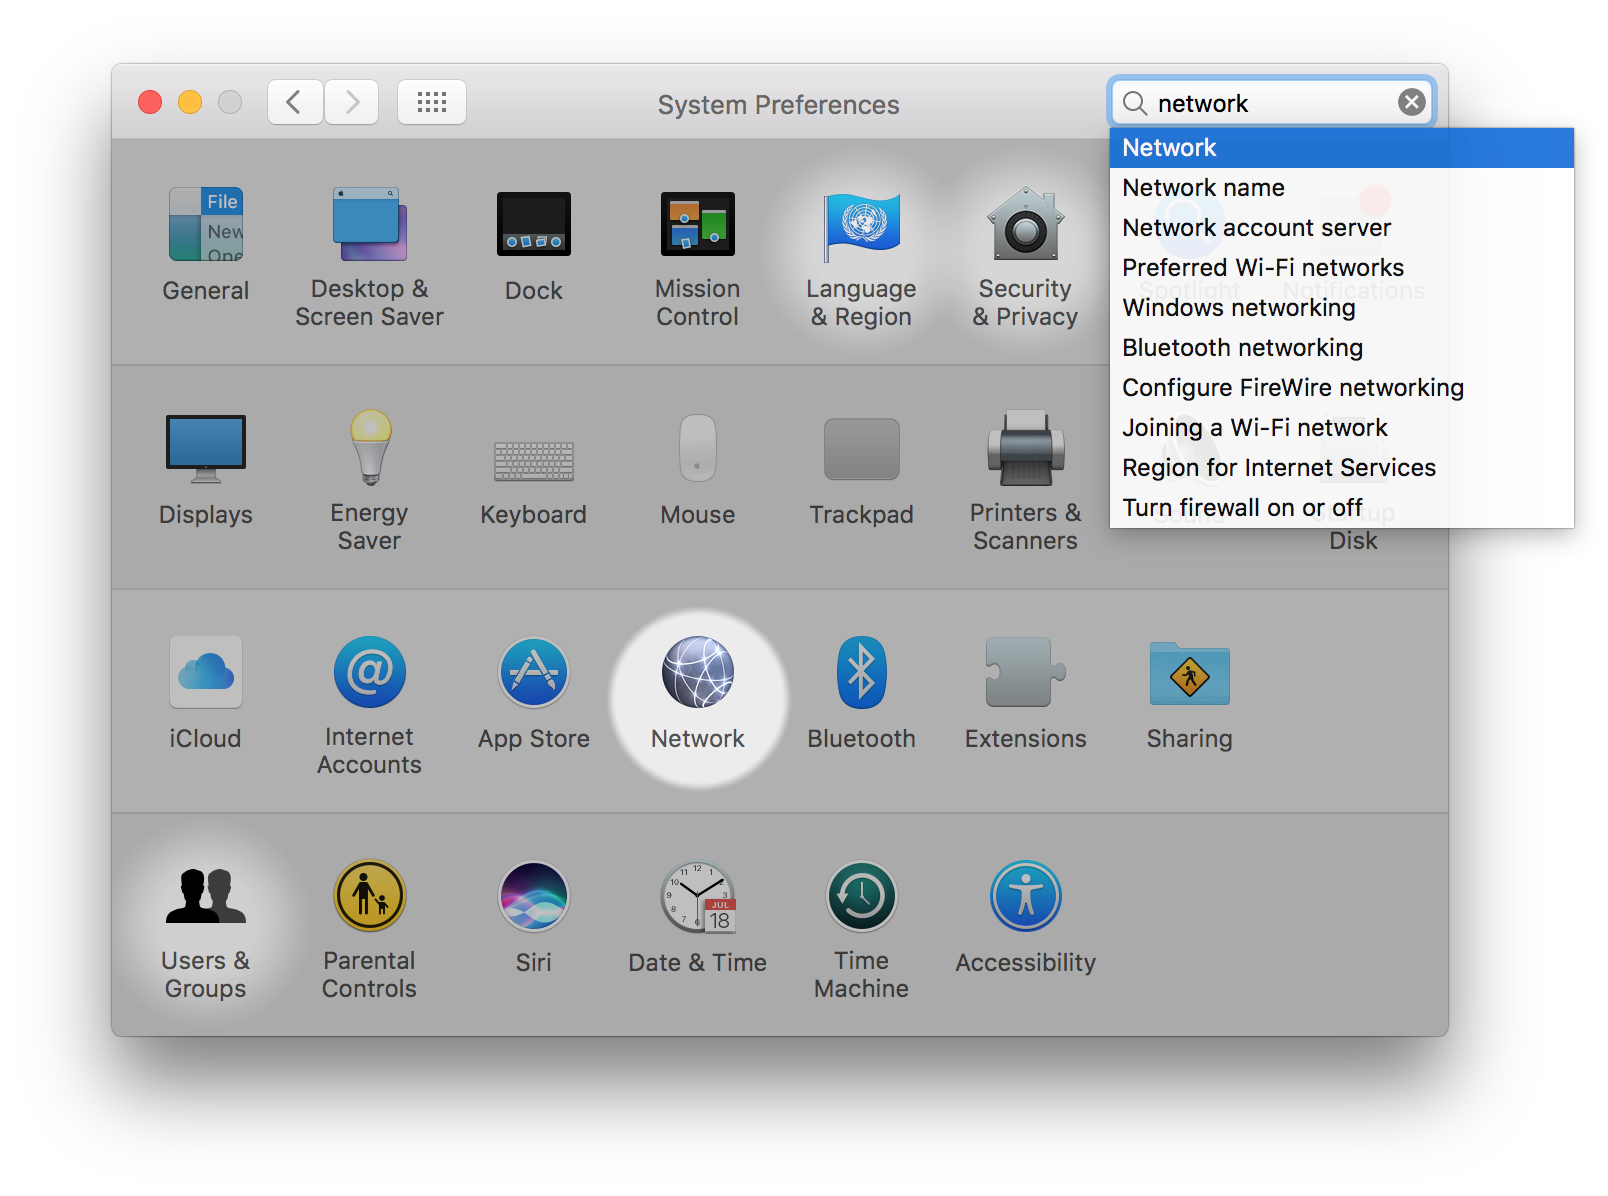 System Preferences
network
Network
Network name
Network account server
Preferred Wi-Fi networks
Windows networking
Bluetooth networking
Configure FireWire networking
Joining a Wi-Fi network
Region for Internet Services
Turn firewall on or off
File
New
Ope
General
Desktop &
Screen Saver
Dock
Mission
Control
Language
& Region
Security
& Privacy
Spotlight
Notifications
Displays
Energy
Saver
Keyboard
Mouse
Trackpad
Printers &
Scanners
Sound
Startup
Disk
iCloud
Internet
Accounts
App Store
Network
Bluetooth
Extensions
Sharing
Users &
Groups
Parental
Controls
Siri
JUL
18
Date & Time
Time
Machine
Accessibility